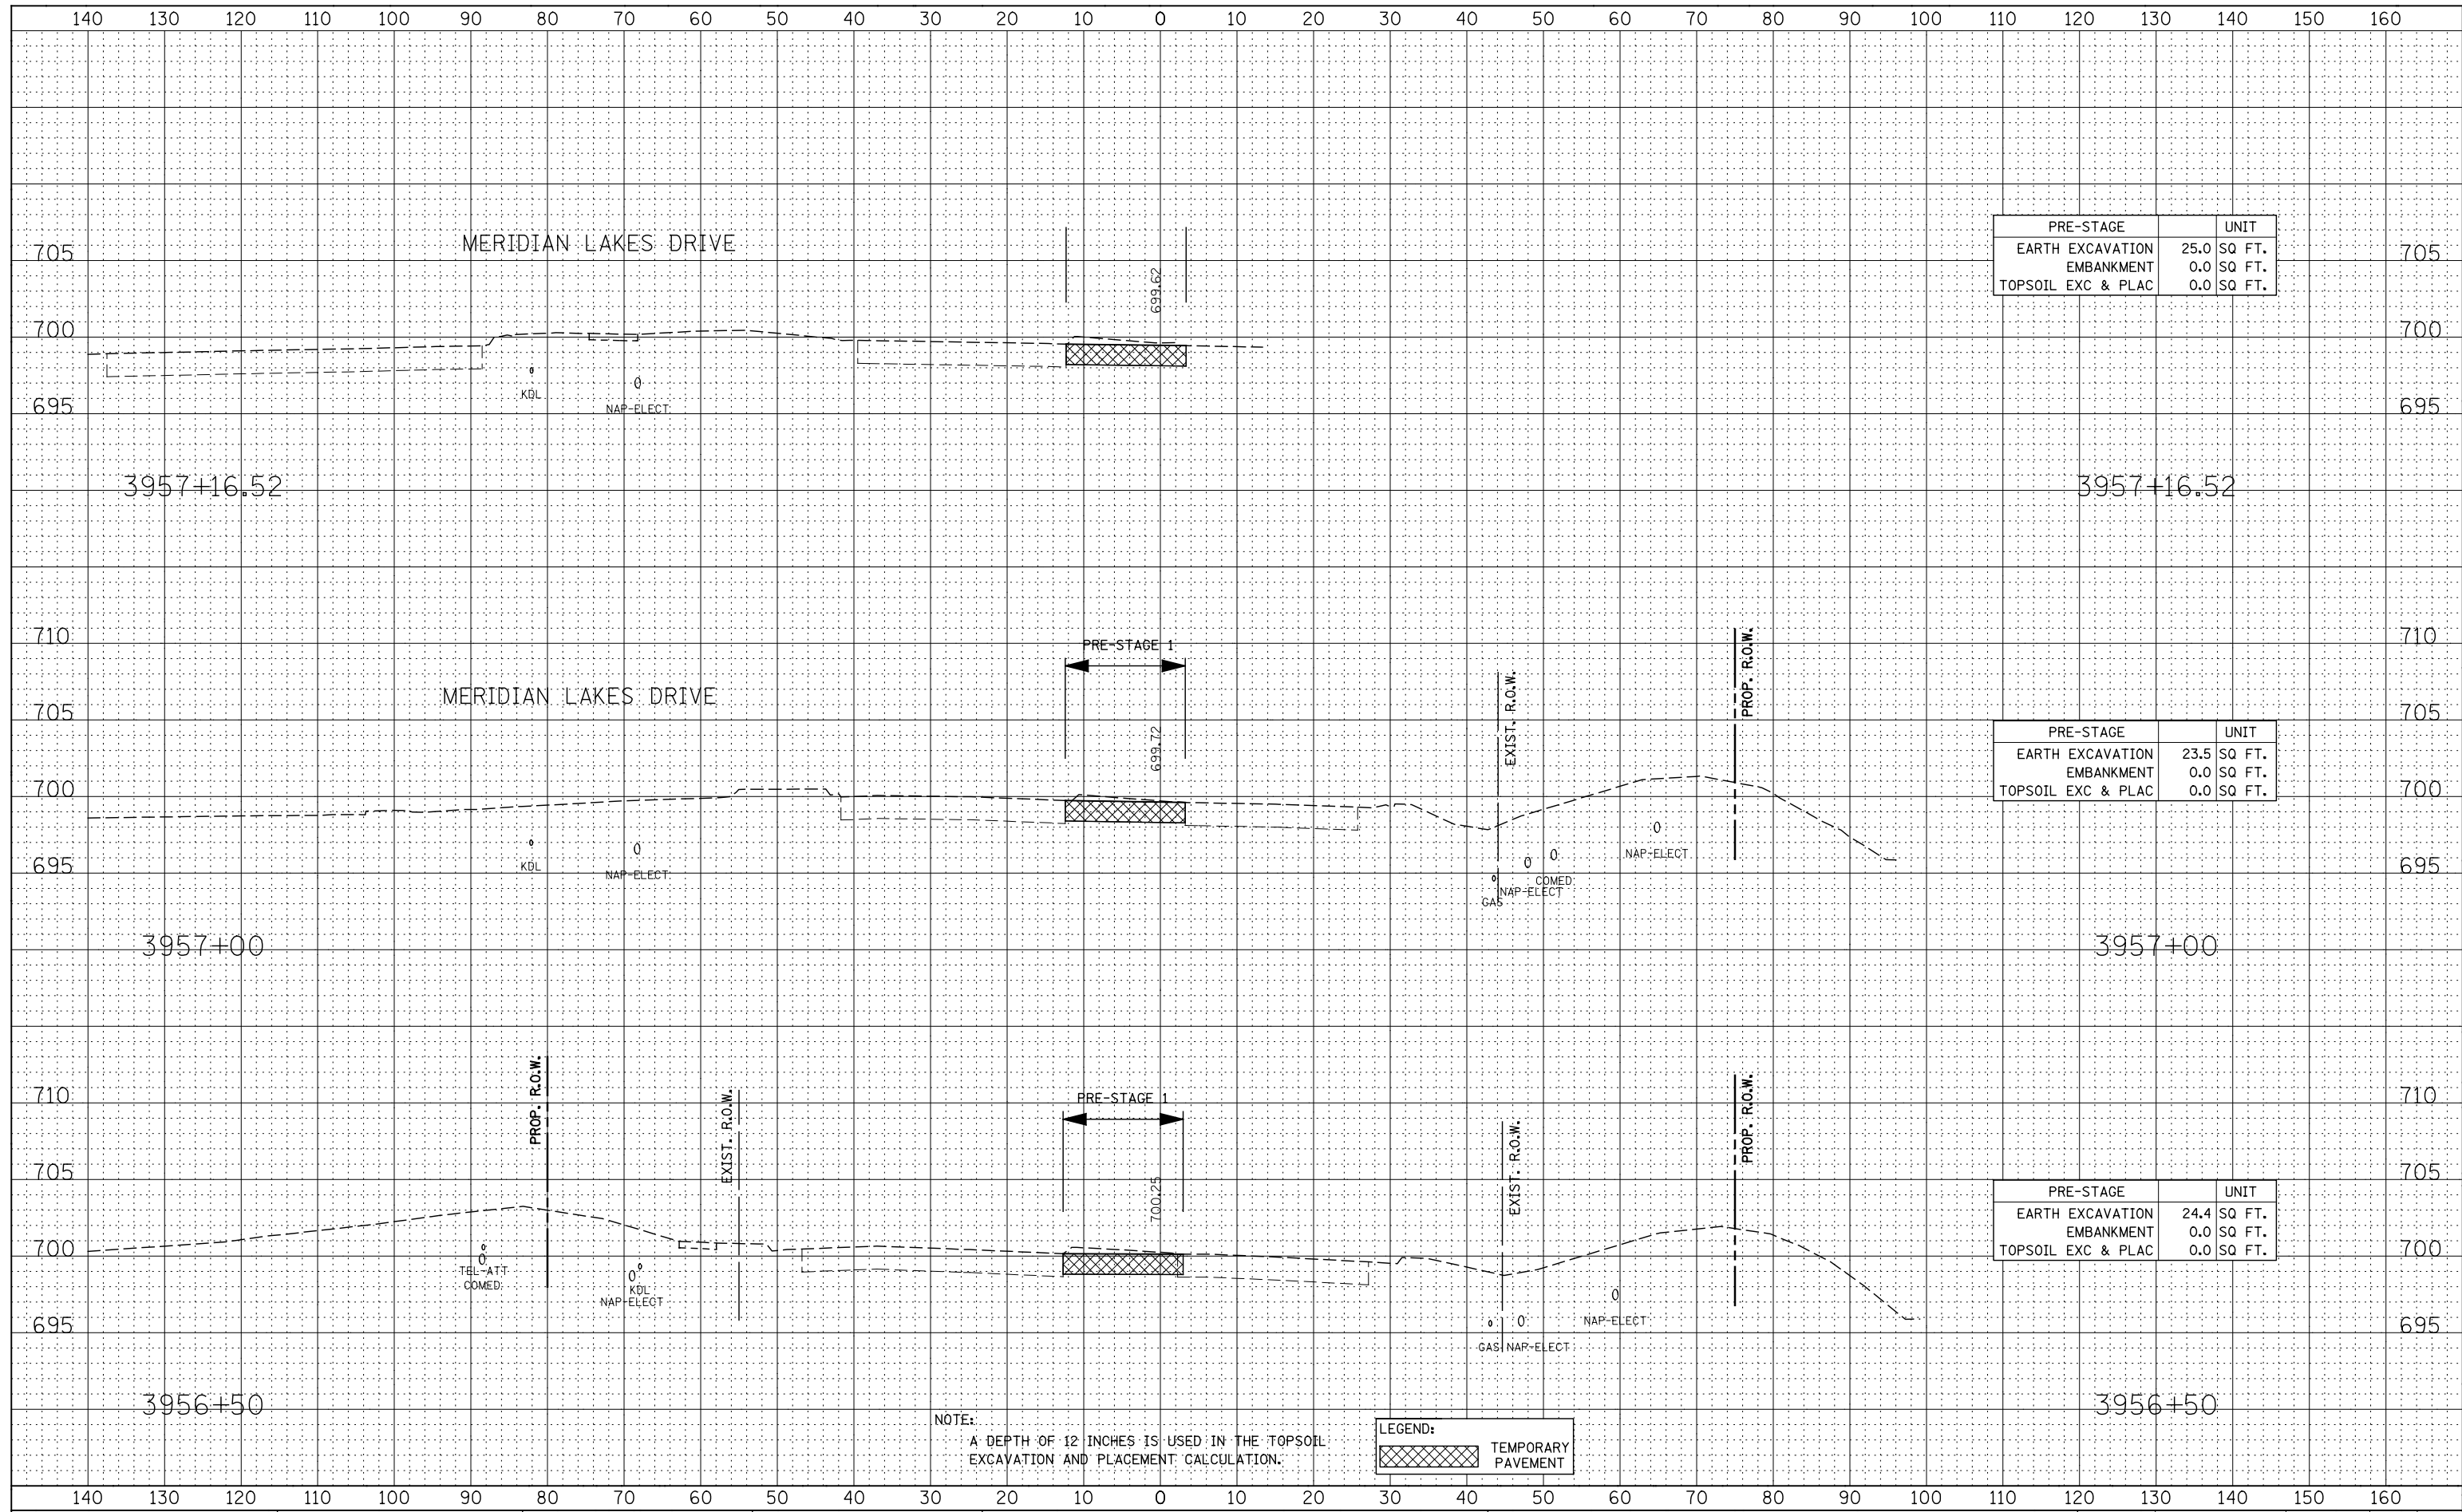 140 130 120 110 100 90 80 70 60 50 40 30 20 10 0 10 20 30 40 50 60 70 80 90 100 110 120 130 140 150 160
PRE-STAGE UNIT
EARTH EXCAVATION 25.0 SQ FT.
EMBANKMENT 0.0 SQ FT.
TOPSOIL EXC & PLAC 0.0 SQ FT.
MERIDIAN LAKES DRIVE
705 705
699.62
700 700
KDL
NAP-ELECT
695 695
3957+16.52 3957+16.52
710 710
PRE-STAGE 1
PROP. R.O.W.
EXIST. R.O.W.
MERIDIAN LAKES DRIVE
705 705
PRE-STAGE UNIT
EARTH EXCAVATION 23.5 SQ FT.
EMBANKMENT 0.0 SQ FT.
TOPSOIL EXC & PLAC 0.0 SQ FT.
699.72
700 700
NAP-ELECT
KDL
NAP-ELECT
695 695
COMED
NAP-ELECT
GAS
3957+00 3957+00
710 710
PROP. R.O.W.
EXIST. R.O.W.
PRE-STAGE 1
EXIST. R.O.W.
PROP. R.O.W.
705 705
PRE-STAGE UNIT
EARTH EXCAVATION 24.4 SQ FT.
EMBANKMENT 0.0 SQ FT.
TOPSOIL EXC & PLAC 0.0 SQ FT.
700.25
700 700
TEL-ATT
COMED
KDL
NAP-ELECT
NAP-ELECT
695 695
GAS NAP-ELECT
3956+50 3956+50
NOTE:
A DEPTH OF 12 INCHES IS USED IN THE TOPSOIL
EXCAVATION AND PLACEMENT CALCULATION.
LEGEND:
TEMPORARY
PAVEMENT
140 130 120 110 100 90 80 70 60 50 40 30 20 10 0 10 20 30 40 50 60 70 80 90 100 110 120 130 140 150 160